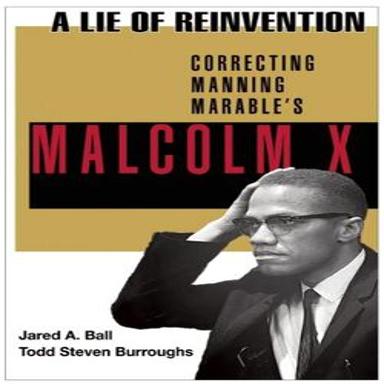 A LIE OF REINVENTION
CORRECTING
MANNING
MARABLE'S
MALCOLM X
Jared A. Ball
Todd Steven Burroughs